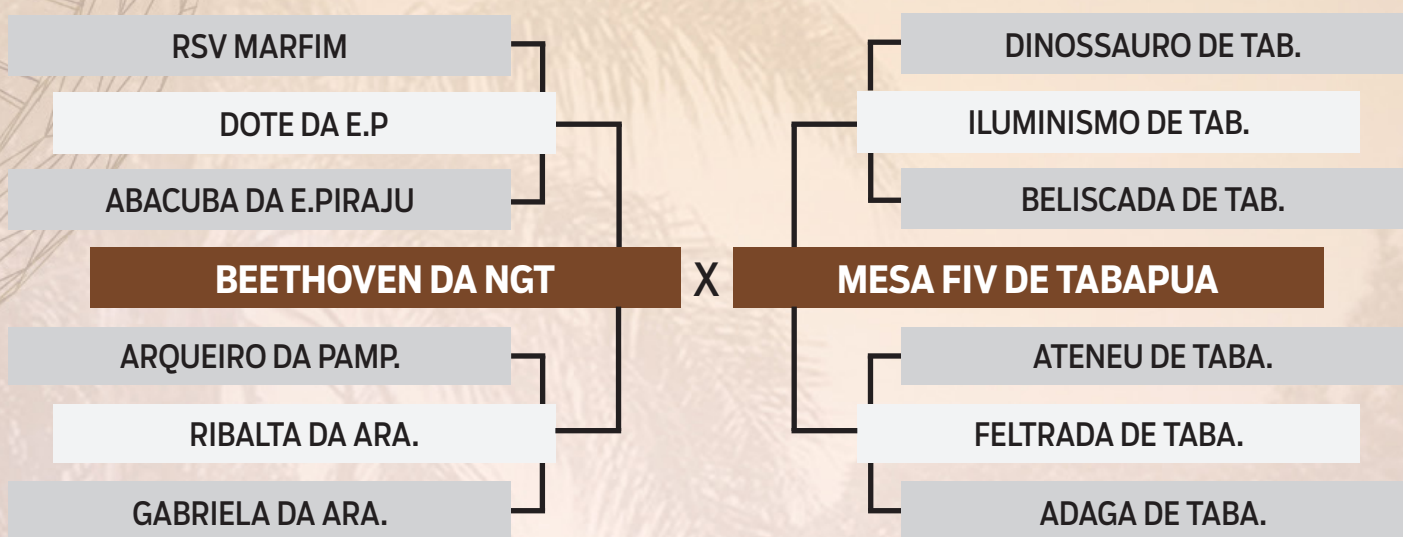 RSV MARFIM
DOTE DA E.P
ABACUBA DA E.PIRAJU
BEETHOVEN DA NGT
ARQUEIRO DA PAMP.
RIBALTA DA ARA.
GABRIELA DA ARA.
X
DINOSSAURO DE TAB.
ILUMINISMO DE TAB.
BELISCADA DE TAB.
MESA FIV DE TABAPUA
ATENEU DE TABA.
FELTRADA DE TABA.
ADAGA DE TABA.